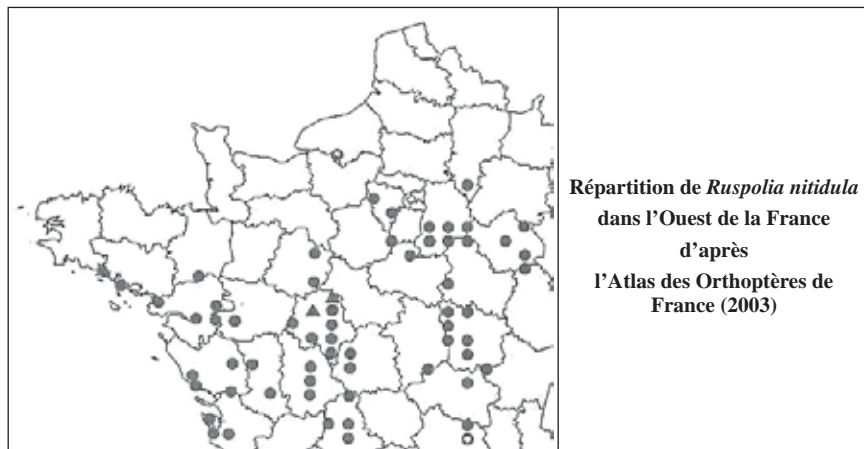 Répartition de Ruspolia nitidula
dans l'Ouest de la France
d'après
l'Atlas des Orthoptères de
France (2003)